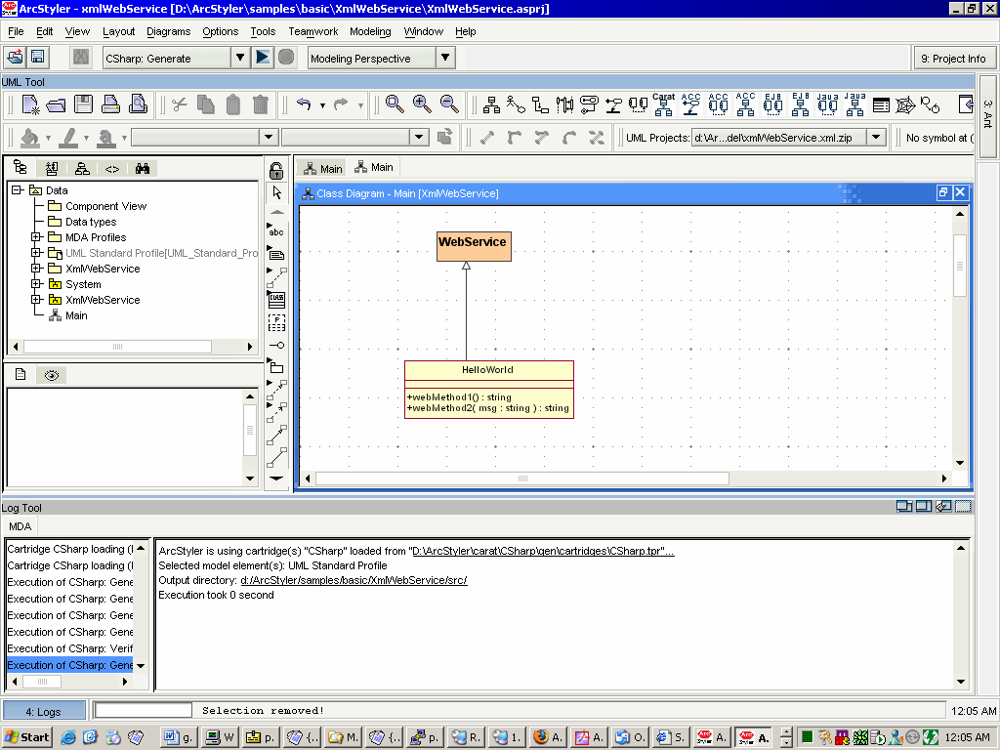 ArcStyler - xmlWebService [D:\ArcStyler\samples\basic\XmlWebService\XmlWebService.asprj]
File Edit View Layout Diagrams Options Tools Teamwork Modeling Window Help
CSharp: Generate Modeling Perspective 9: Project Info
UML Tool
Carat ACC ACC ACC EJB EJB Java Java
3: Ant
UML Projects: d:\Ar...del\xmlWebService.xml.zip No symbol at (
Main Main
Class Diagram - Main [XmlWebService]
Data
Component View
Data types
MDA Profiles
UML Standard Profile[UML_Standard_Pro
XmlWebService
System
XmlWebService
Main
abc
CLASS
WebService
HelloWorld
+webMethod1() : string
+webMethod2( msg : string ) : string
Log Tool
MDA
Cartridge CSharp loading (
Cartridge CSharp loading (
Execution of CSharp: Gene
Execution of CSharp: Gene
Execution of CSharp: Gene
Execution of CSharp: Gene
Execution of CSharp: Verif
Execution of CSharp: Gene
ArcStyler is using cartridge(s) "CSharp" loaded from "D:\ArcStyler\carat\CSharp\gen\cartridges\CSharp.tpr"...
Selected model element(s): UML Standard Profile
Output directory: d:/ArcStyler/samples/basic/XmlWebService/src/
Execution took 0 second
4: Logs Selection removed! 12:05 AM
Start g. W p. {.. M. {.. p. R. 1. A. A. O. S. A. A. 12:05 AM